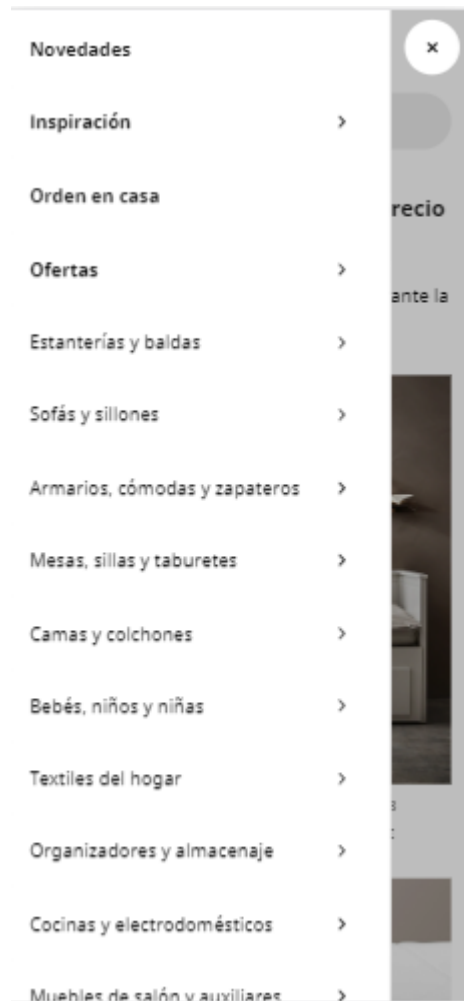 Novedades
Inspiración
Orden en casa
recio
Ofertas
ante la
Estanterías y baldas
Sofás y sillones
Armarios, cómodas y zapateros
Mesas, sillas y taburetes
Camas y colchones
Bebés, niños y niñas
Textiles del hogar
Organizadores y almacenaje
Cocinas y electrodomésticos
Muebles de salón y auxiliares